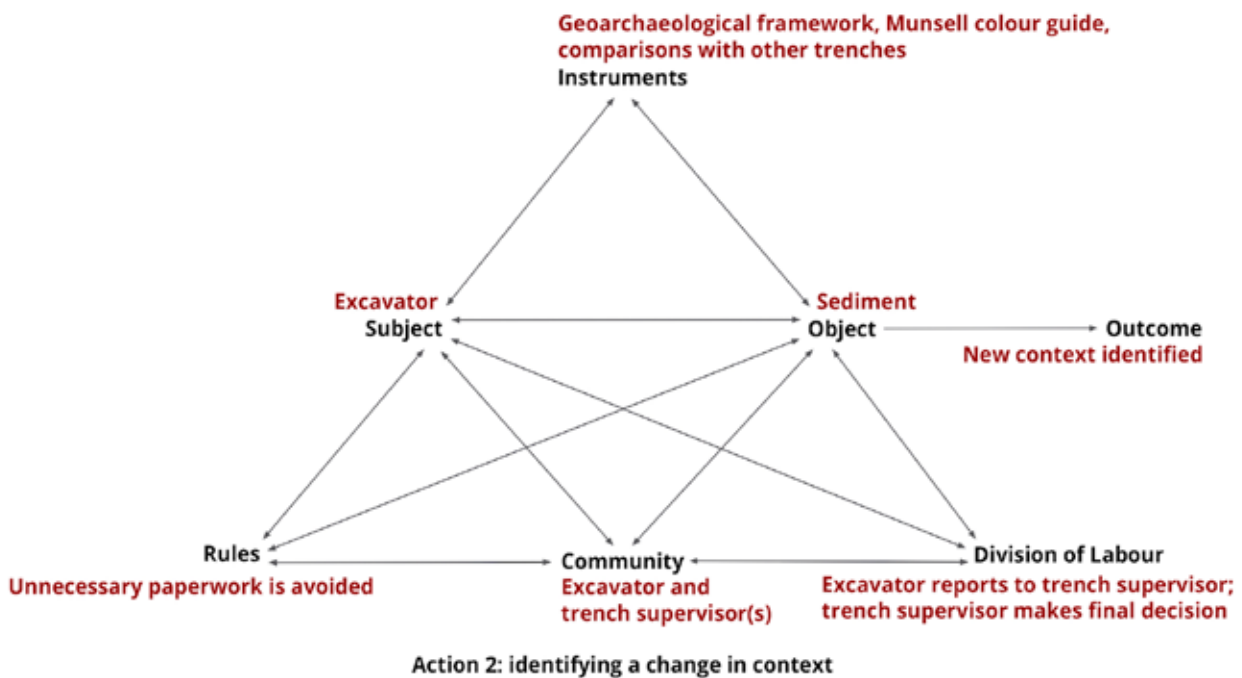 Geoarchaeological framework, Munsell colour guide,
comparisons with other trenches
Instruments
Excavator
Subject
Sediment
Object
Outcome
New context identified
Rules
Unnecessary paperwork is avoided
Community
Excavator and
trench supervisor(s)
Division of Labour
Excavator reports to trench supervisor;
trench supervisor makes final decision
Action 2: identifying a change in context